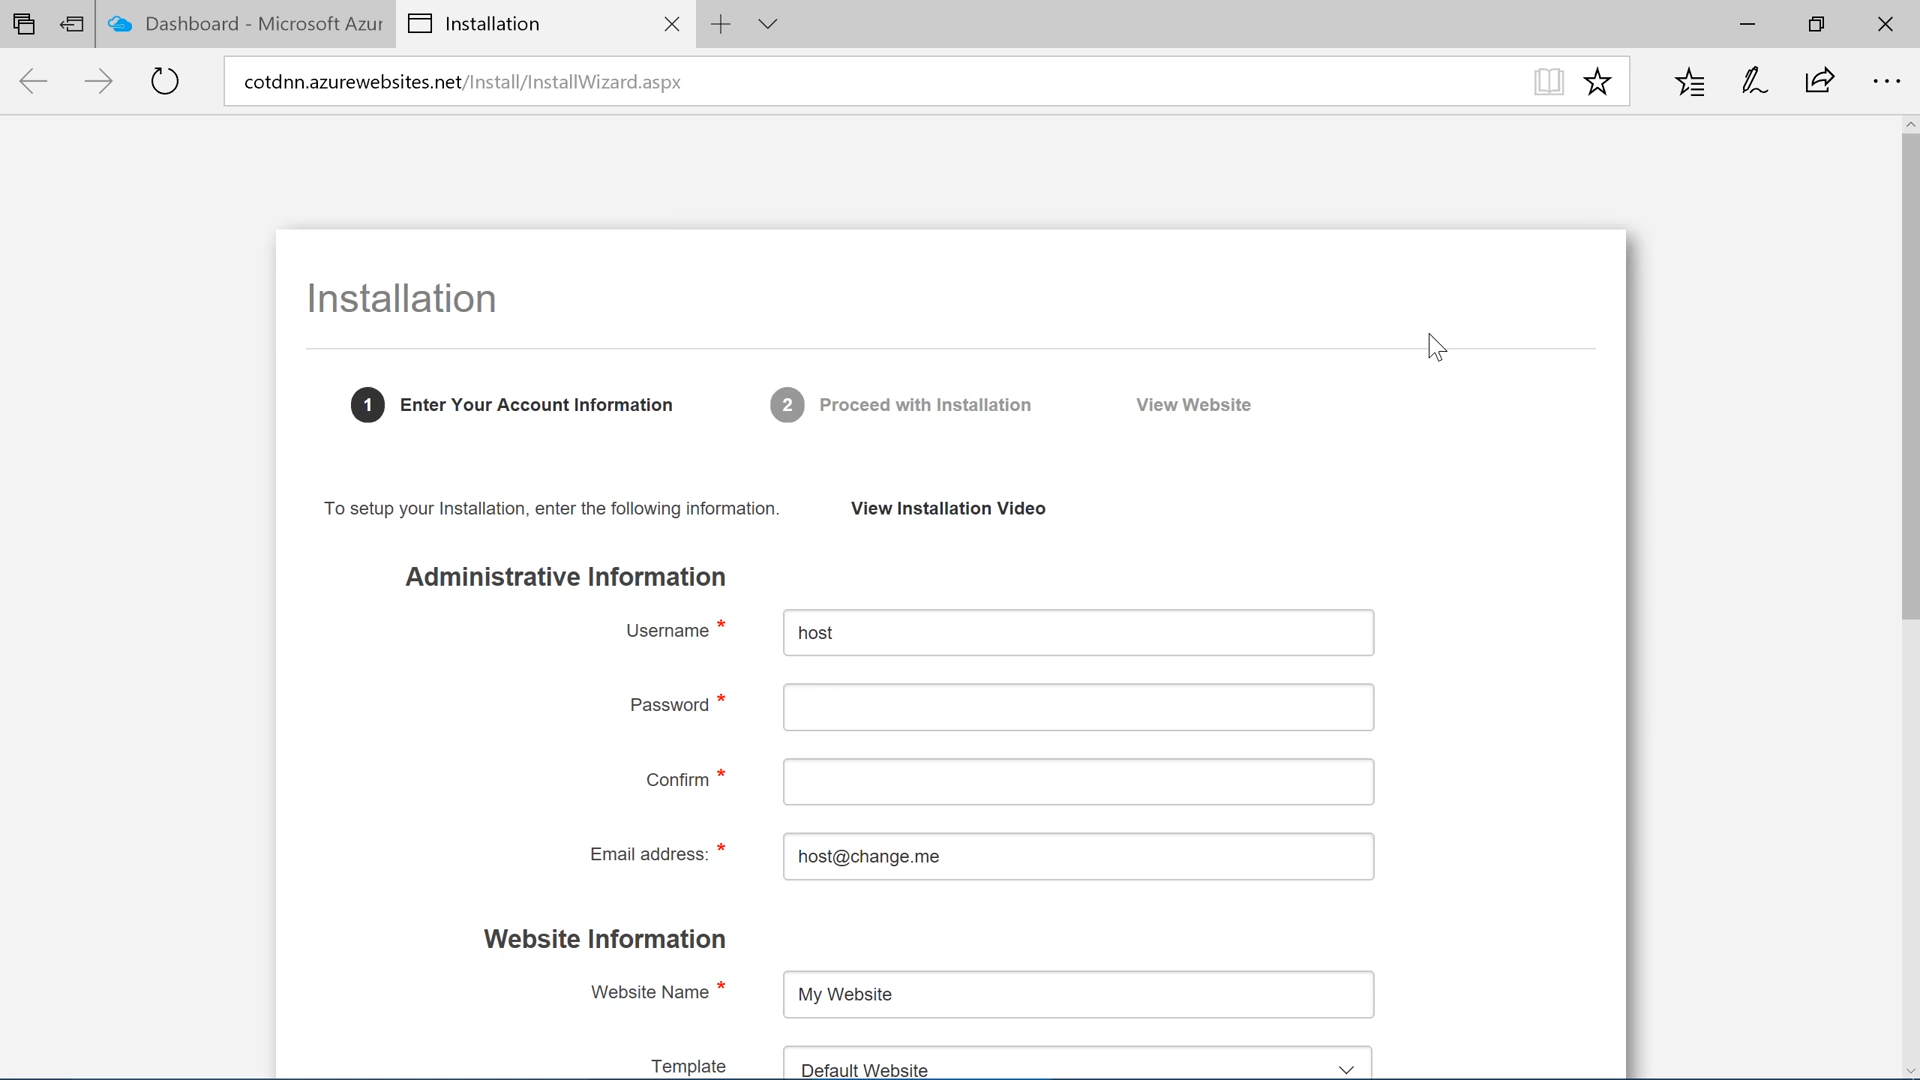 Dashboard - Microsoft Azur
Installation
cotdnn.azurewebsites.net/Install/InstallWizard.aspx
Installation
1 Enter Your Account Information
2 Proceed with Installation
View Website
To setup your Installation, enter the following information.
View Installation Video
Administrative Information
Username *
host
Password *
Confirm *
Email address: *
host@change.me
Website Information
Website Name *
My Website
Template
Default Website